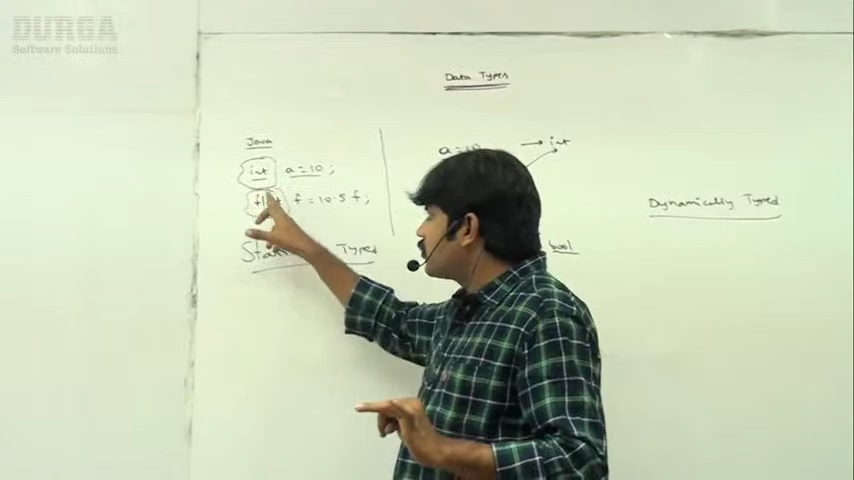 DURGA
Software Solutions
Data Types
Java
int a = 10 ;
f = 10.5 f ;
Typed
→ int
bool
Dynamically Typed